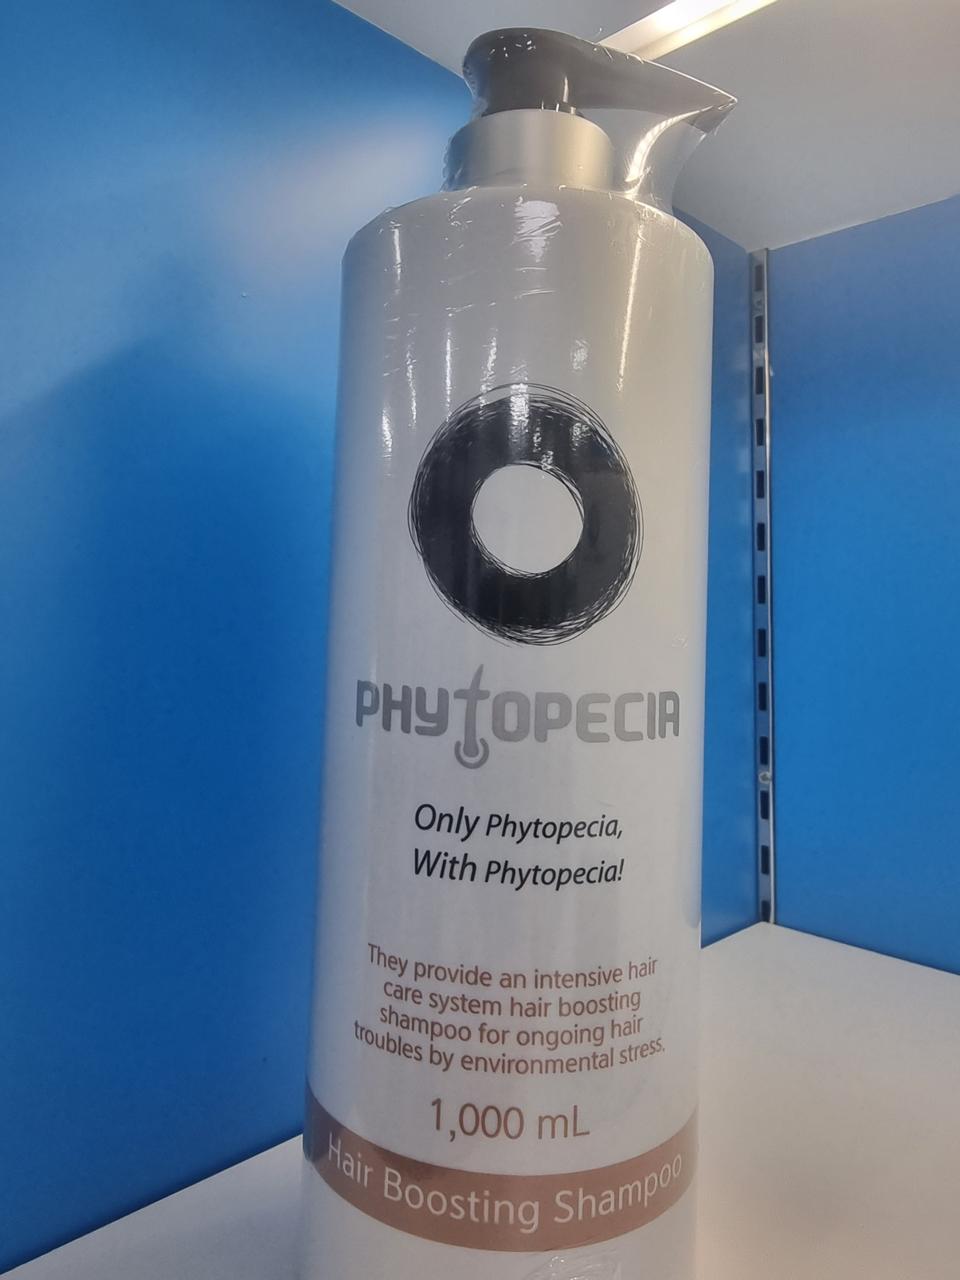 PHYTOPECIA
Only Phytopecia,
With Phytopecia!
They provide an intensive hair
care system hair boosting
shampoo for ongoing hair
troubles by environmental stress.
1,000 mL
Hair Boosting Shampoo